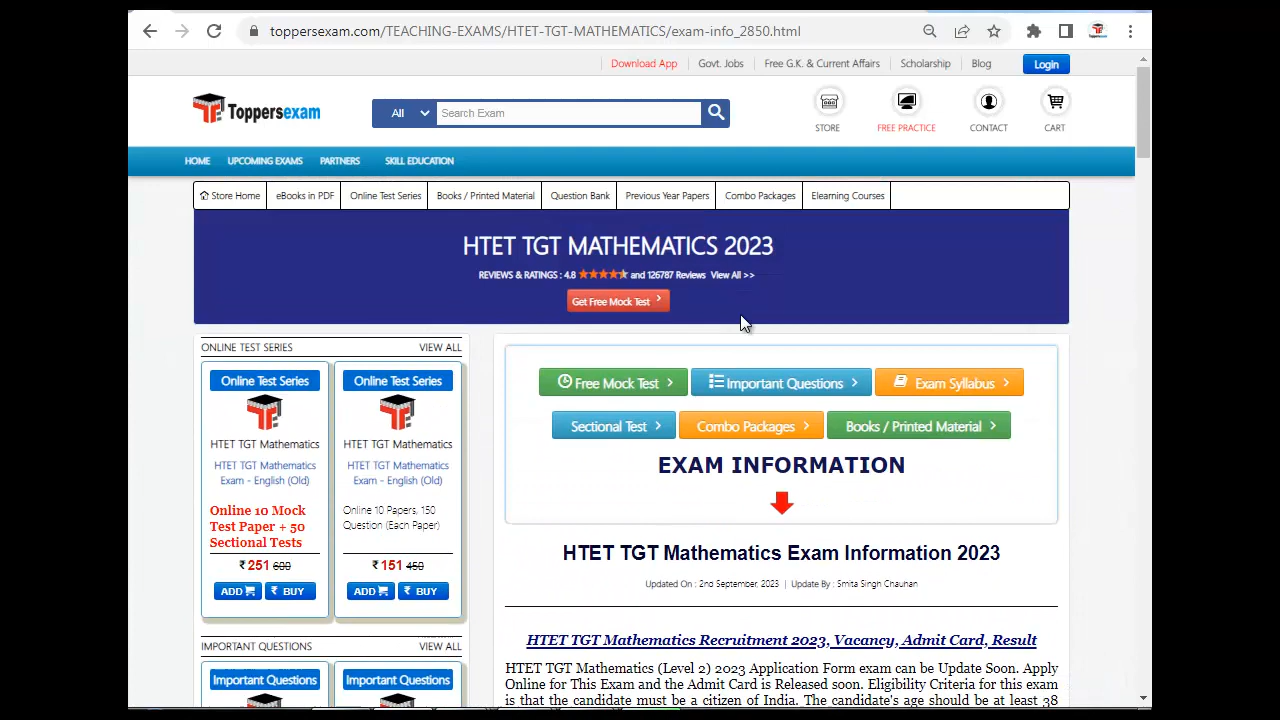 toppersexam.com/TEACHING-EXAMS/HTET-TGT-MATHEMATICS/exam-info_2850.html
Download App | Govt. Jobs | Free G.K. & Current Affairs | Scholarship | Blog Login
Toppersexam
All Search Exam
STORE FREE PRACTICE CONTACT CART
HOME UPCOMING EXAMS PARTNERS SKILL EDUCATION
Store Home eBooks in PDF Online Test Series Books / Printed Material Question Bank Previous Year Papers Combo Packages Elearning Courses
HTET TGT MATHEMATICS 2023
REVIEWS & RATINGS : 4.8 and 126787 Reviews View All >>
Get Free Mock Test
ONLINE TEST SERIES VIEW ALL
Online Test Series
HTET TGT Mathematics
HTET TGT Mathematics
Exam - English (Old)
Online 10 Mock
Test Paper + 50
Sectional Tests
₹ 251 600
ADD ₹ BUY
Online Test Series
HTET TGT Mathematics
HTET TGT Mathematics
Exam - English (Old)
Online 10 Papers, 150
Question (Each Paper)
₹ 151 450
ADD ₹ BUY
IMPORTANT QUESTIONS VIEW ALL
Important Questions
Important Questions
Free Mock Test Important Questions Exam Syllabus
Sectional Test Combo Packages Books / Printed Material
EXAM INFORMATION
HTET TGT Mathematics Exam Information 2023
Updated On : 2nd September, 2023 | Update By : Smita Singh Chauhan
HTET TGT Mathematics Recruitment 2023, Vacancy, Admit Card, Result
HTET TGT Mathematics (Level 2) 2023 Application Form exam can be Update Soon. Apply
Online for This Exam and the Admit Card is Released soon. Eligibility Criteria for this exam
is that the candidate must be a citizen of India. The candidate's age should be at least 38